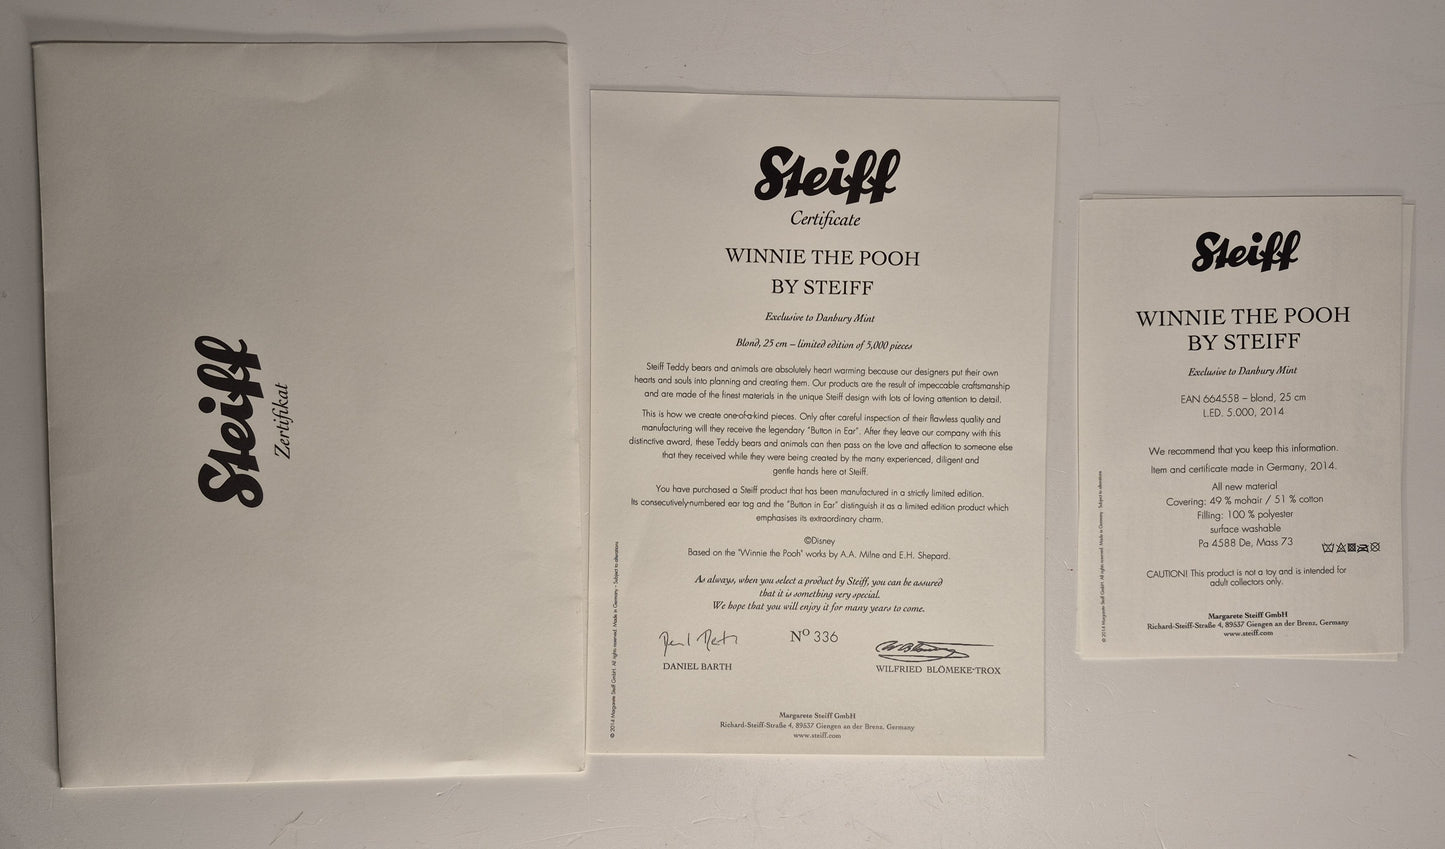 Steiff
Zertifikat
Steiff
Certificate
WINNIE THE POOH
BY STEIFF
Exclusive to Danbury Mint
Blond, 25 cm – limited edition of 5,000 pieces
Steiff Teddy bears and animals are absolutely heart warming because our designers put their own
hearts and souls into planning and creating them. Our products are the result of impeccable craftsmanship
and are made of the finest materials in the unique Steiff design with lots of loving attention to detail.
This is how we create one-of-a-kind pieces. Only after careful inspection of their flawless quality and
manufacturing will they receive the legendary "Button in Ear". After they leave our company with this
distinctive award, these Teddy bears and animals can then pass on the love and affection to someone else
that they received while they were being created by the many experienced, diligent and
gentle hands here at Steiff.
You have purchased a Steiff product that has been manufactured in a strictly limited edition.
Its consecutively-numbered ear tag and the "Button in Ear" distinguish it as a limited edition product which
emphasises its extraordinary charm.
©Disney
Based on the "Winnie the Pooh" works by A.A. Milne and E.H. Shepard.
As always, when you select a product by Steiff, you can be assured
that it is something very special.
We hope that you will enjoy it for many years to come.
Nº 336
DANIEL BARTH
WILFRIED BLÖMEKE-TROX
Margarete Steiff GmbH
Richard-Steiff-Straße 4, 89537 Giengen an der Brenz, Germany
www.steiff.com
© 2014 Margarete Steiff GmbH. All rights reserved. Made in Germany · Subject to alterations
Steiff
WINNIE THE POOH
BY STEIFF
Exclusive to Danbury Mint
EAN 664558 – blond, 25 cm
L.ED. 5.000, 2014
We recommend that you keep this information.
Item and certificate made in Germany, 2014.
All new material
Covering: 49 % mohair / 51 % cotton
Filling: 100 % polyester
surface washable
Pa 4588 De, Mass 73
CAUTION! This product is not a toy and is intended for
adult collectors only.
Margarete Steiff GmbH
Richard-Steiff-Straße 4, 89537 Giengen an der Brenz, Germany
www.steiff.com
© 2014 Margarete Steiff GmbH. All rights reserved. Made in Germany · Subject to alterations